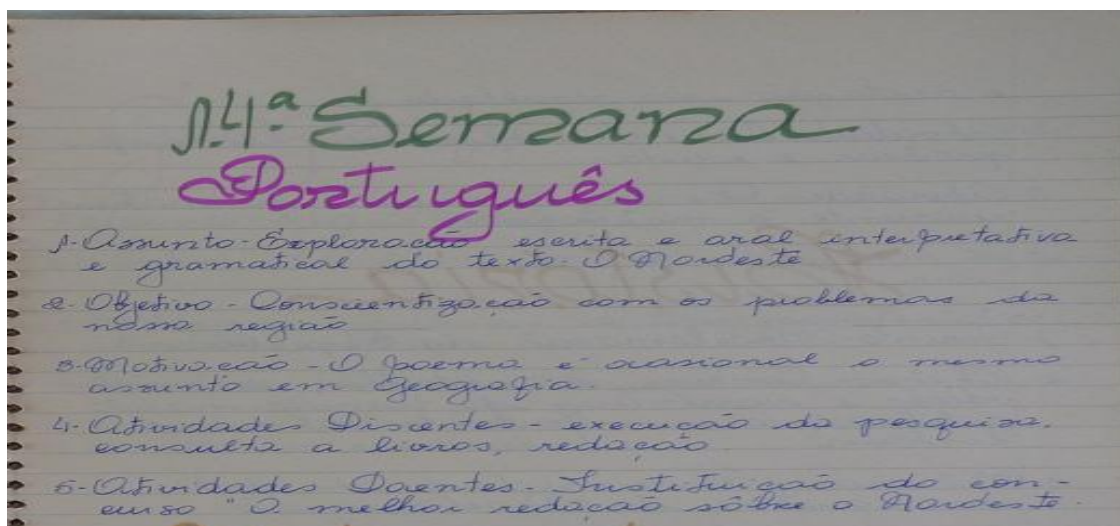 14ª Semana
Português
1- Assunto - Exploração escrita e oral interpretativa
e gramatical do texto - O Nordeste
2- Objetivo - Conscientização com os problemas da
nossa região
3- Motivação - O poema é ocasional o mesmo
assunto em Geografia.
4- Atividades Discentes - execução da pesquisa,
consulta a livros, redação
5- Atividades Docentes - Instituição do con-
curso "A melhor redação sôbre o Nordeste.